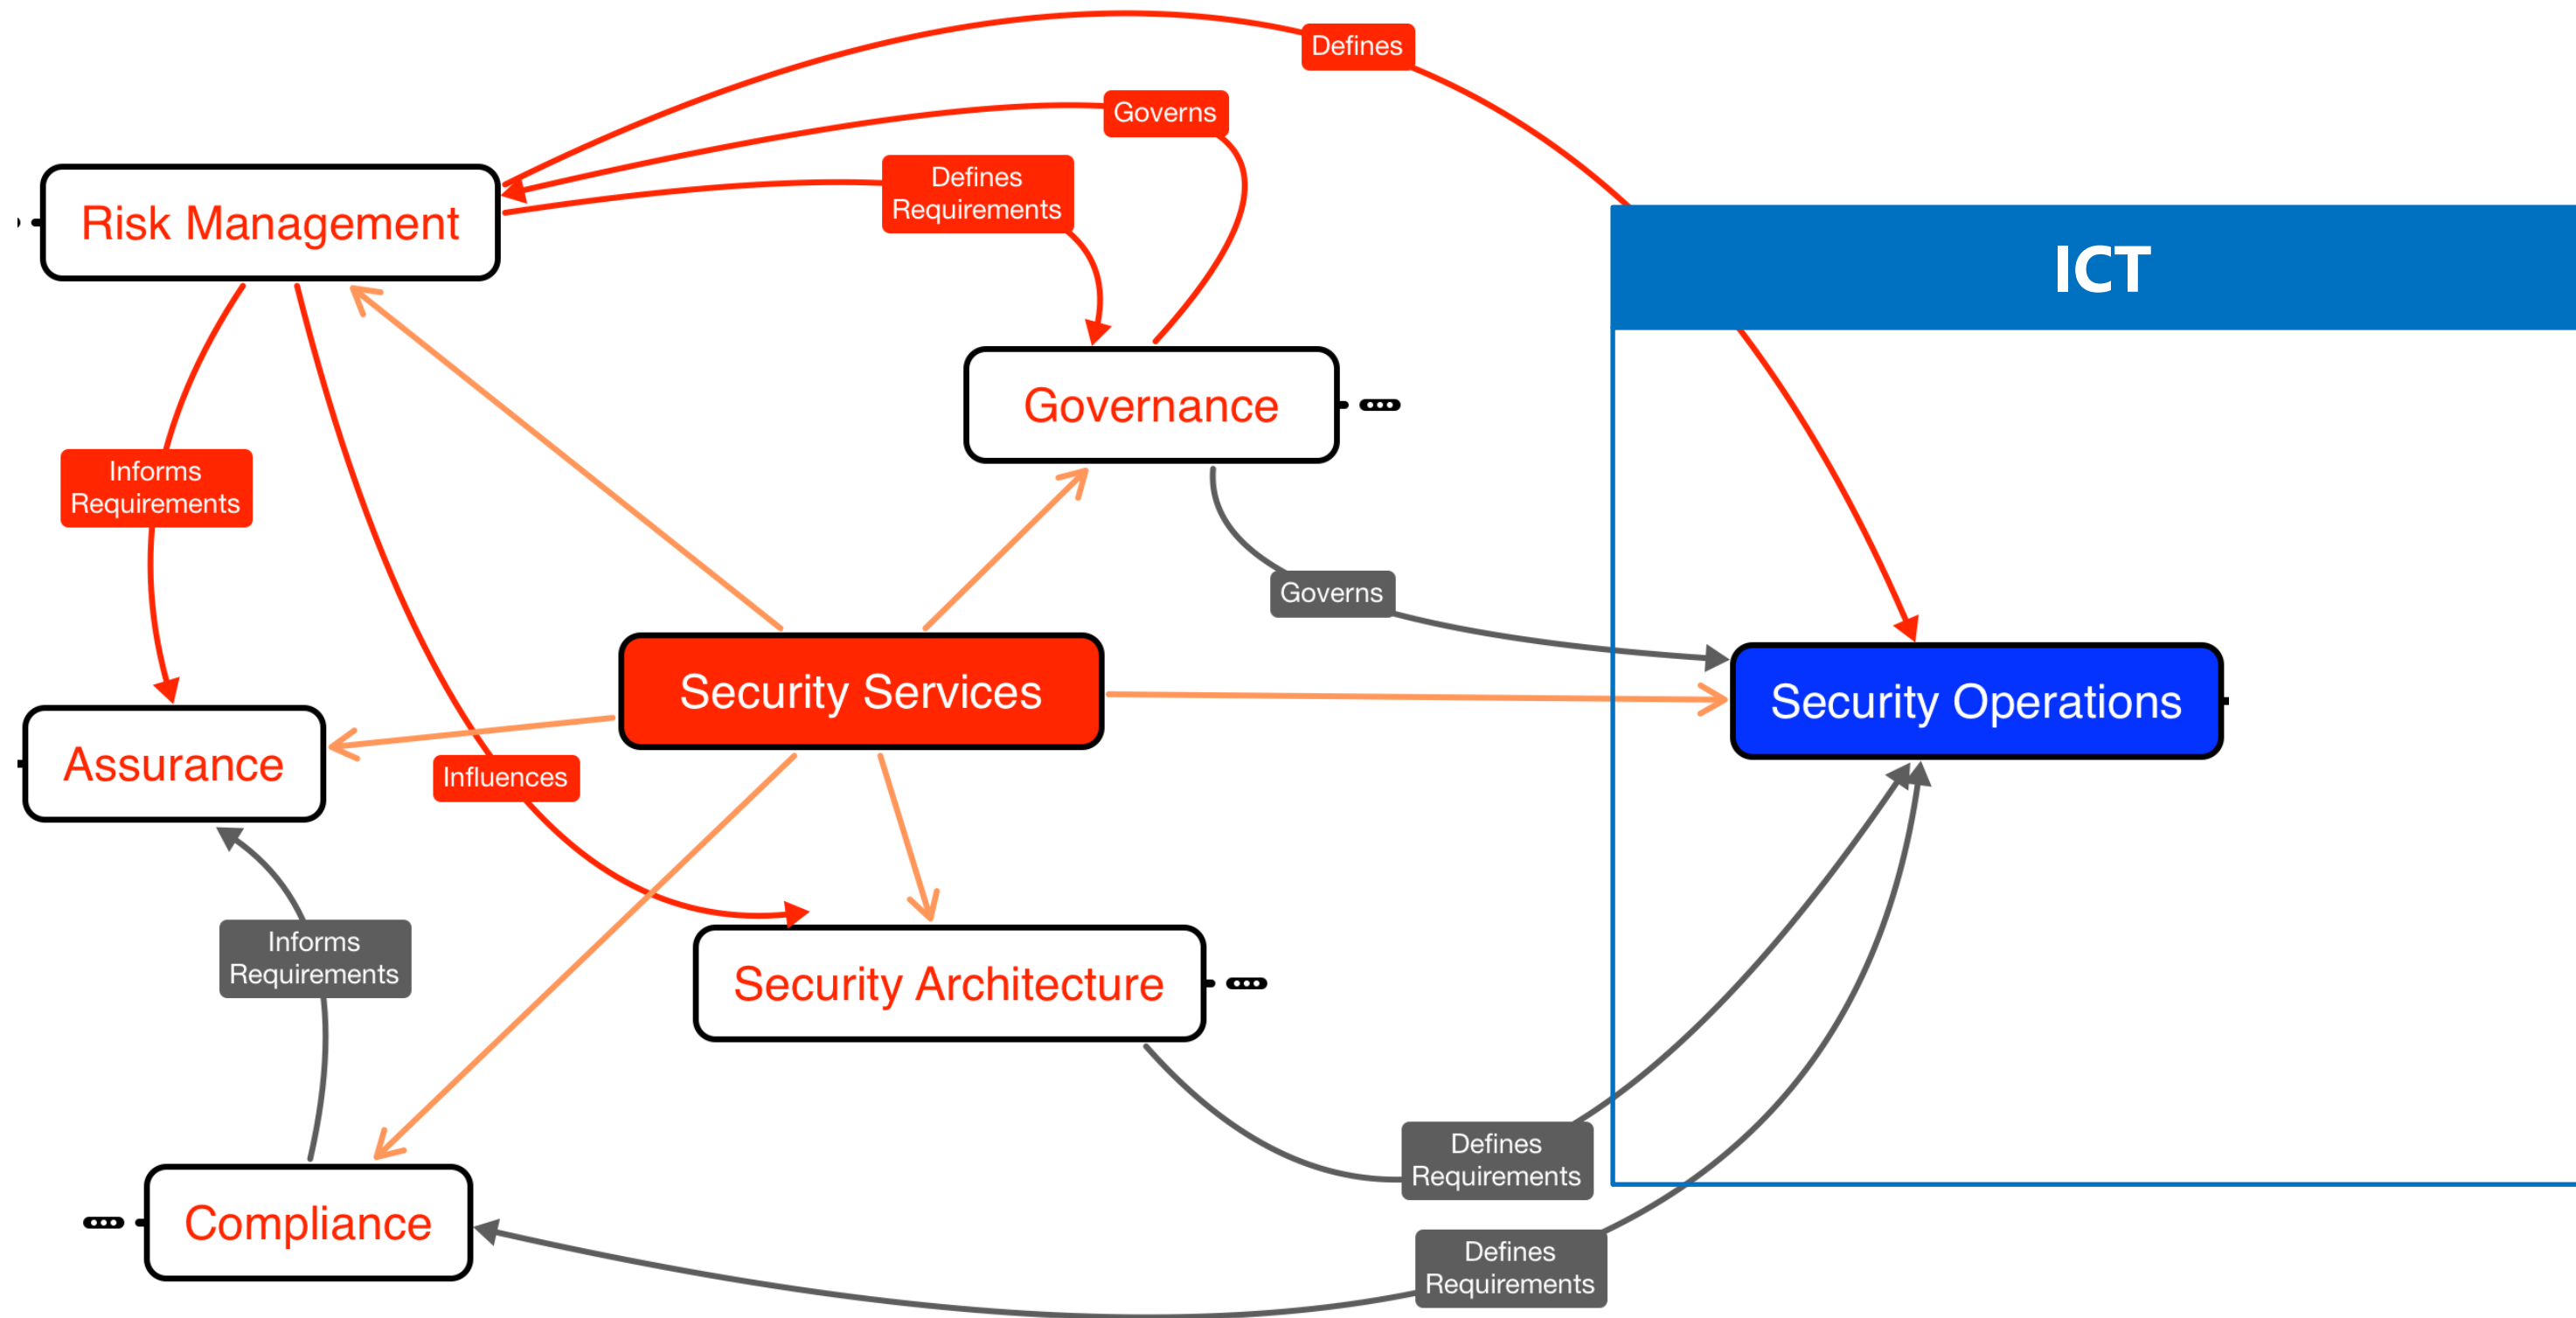 Defines
Governs
Defines
Requirements
Risk Management
ICT
Governance
Informs
Requirements
Governs
Security Services
Security Operations
Assurance
Influences
Informs
Requirements
Security Architecture
Defines
Requirements
Compliance
Defines
Requirements